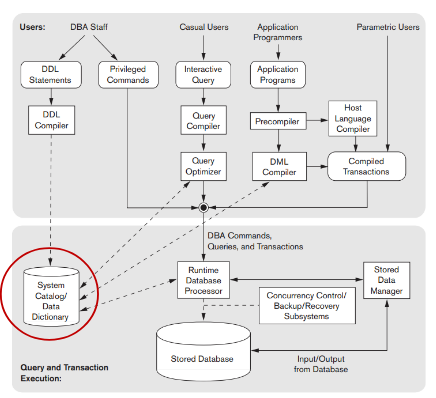 Users:
DBA Staff
Casual Users
Application
Programmers
Parametric Users
DDL
Statements
Privileged
Commands
Interactive
Query
Application
Programs
DDL
Compiler
Query
Compiler
Precompiler
Host
Language
Compiler
Query
Optimizer
DML
Compiler
Compiled
Transactions
DBA Commands,
Queries, and Transactions
System
Catalog/
Data
Dictionary
Runtime
Database
Processor
Stored
Data
Manager
Concurrency Control/
Backup/Recovery
Subsystems
Stored Database
Input/Output
from Database
Query and Transaction
Execution: